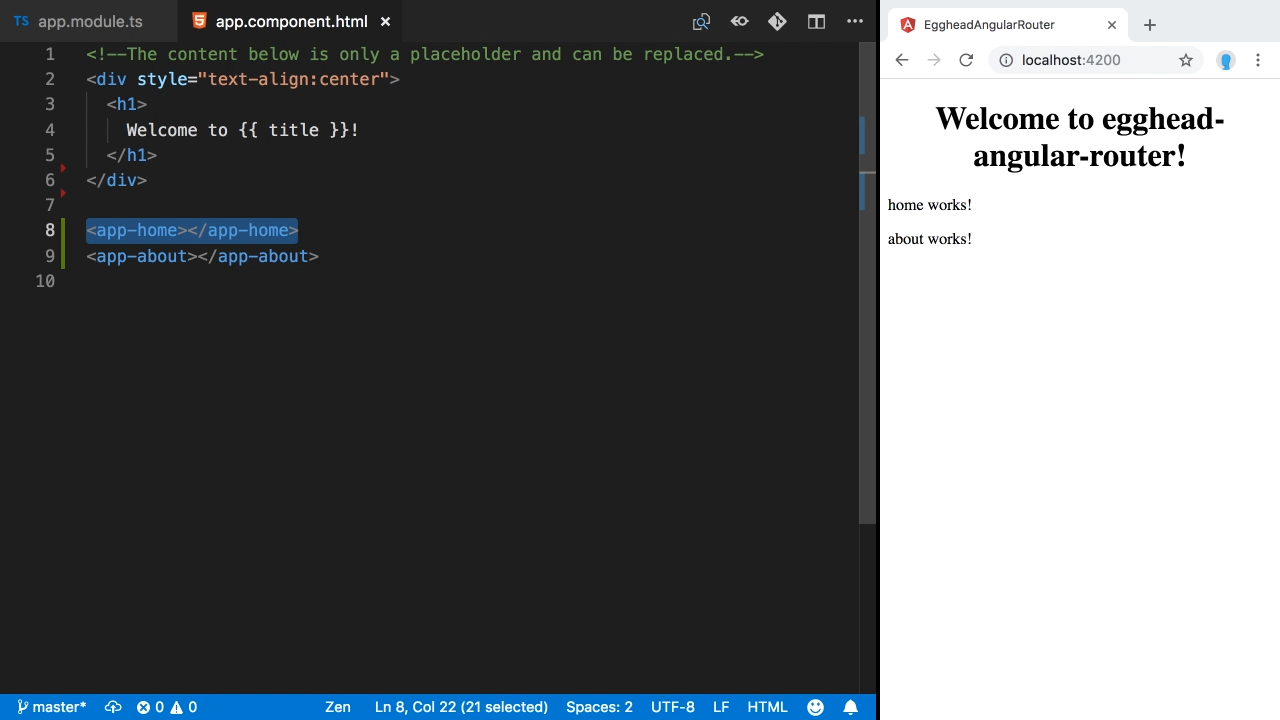 TS app.module.ts
app.component.html
1 <!--The content below is only a placeholder and can be replaced.-->
2 <div style="text-align:center">
3 <h1>
4 Welcome to {{ title }}!
5 </h1>
6 </div>
7
8 <app-home></app-home>
9 <app-about></app-about>
10
master*
0 0
Zen
Ln 8, Col 22 (21 selected)
Spaces: 2
UTF-8
LF
HTML
EggheadAngularRouter
localhost:4200
Welcome to egghead-
angular-router!
home works!
about works!